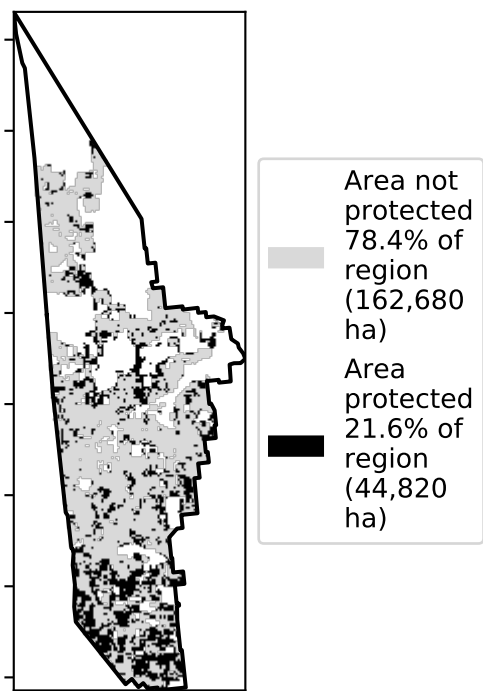 Area not
protected
78.4% of
region
(162,680
ha)
Area
protected
21.6% of
region
(44,820
ha)